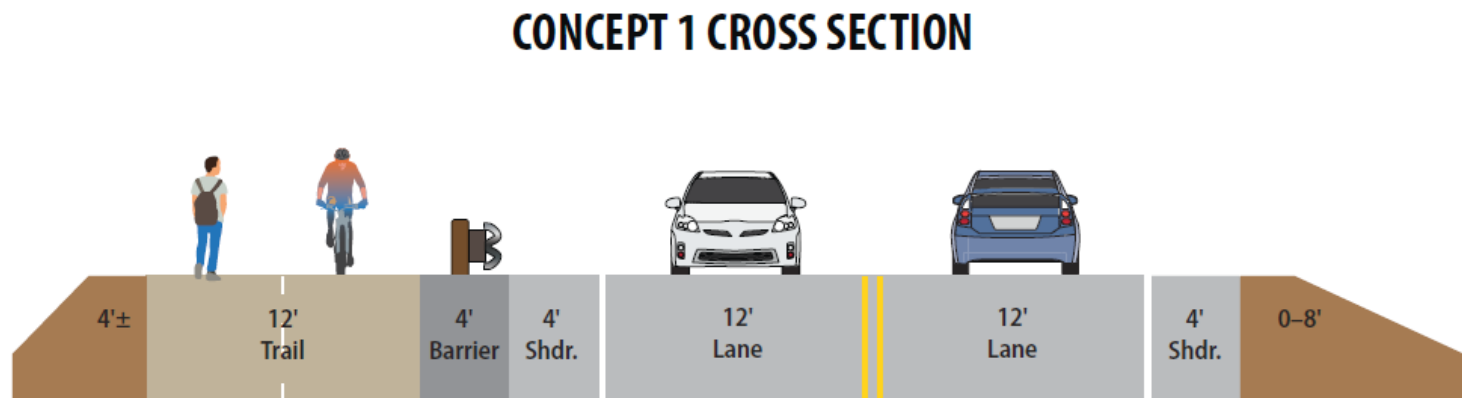 CONCEPT 1 CROSS SECTION
4'±
12'
Trail
4'
Barrier
4'
Shdr.
12'
Lane
12'
Lane
4'
Shdr.
0–8'